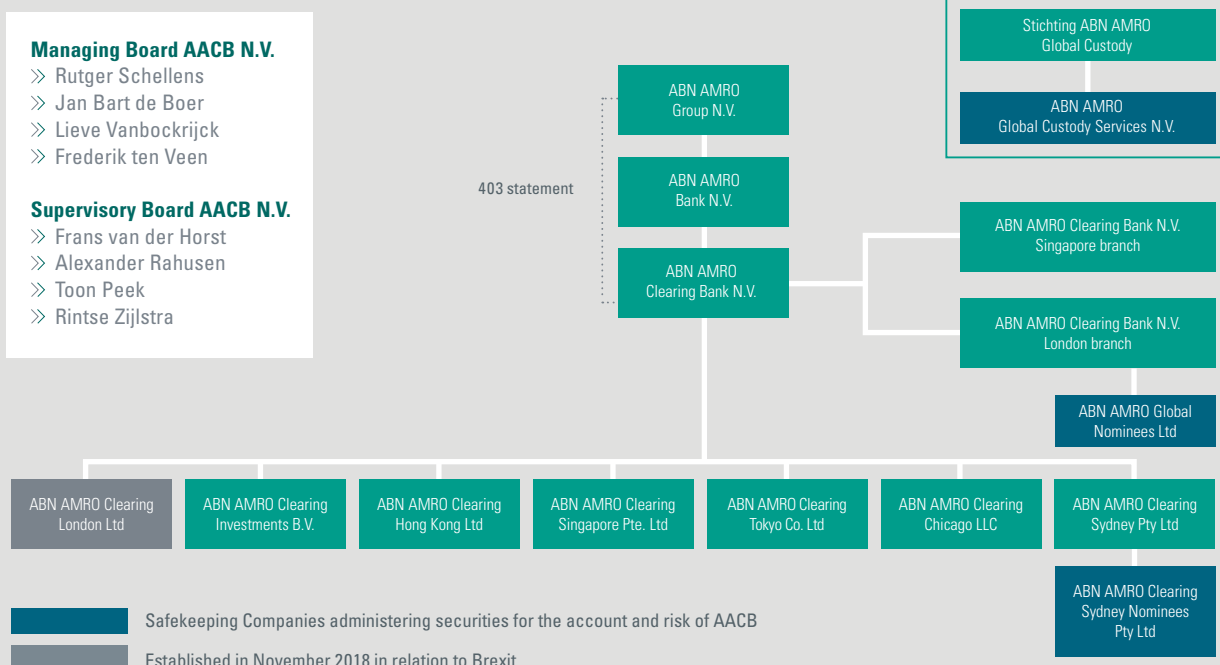 Managing Board AACB N.V.
>> Rutger Schellens
>> Jan Bart de Boer
>> Lieve Vanbockrijck
>> Frederik ten Veen
Supervisory Board AACB N.V.
>> Frans van der Horst
>> Alexander Rahusen
>> Toon Peek
>> Rintse Zijlstra
403 statement
ABN AMRO
Group N.V.
ABN AMRO
Bank N.V.
ABN AMRO
Clearing Bank N.V.
Stichting ABN AMRO
Global Custody
ABN AMRO
Global Custody Services N.V.
ABN AMRO Clearing Bank N.V.
Singapore branch
ABN AMRO Clearing Bank N.V.
London branch
ABN AMRO Global
Nominees Ltd
ABN AMRO Clearing
London Ltd
ABN AMRO Clearing
Investments B.V.
ABN AMRO Clearing
Hong Kong Ltd
ABN AMRO Clearing
Singapore Pte. Ltd
ABN AMRO Clearing
Tokyo Co. Ltd
ABN AMRO Clearing
Chicago LLC
ABN AMRO Clearing
Sydney Pty Ltd
ABN AMRO Clearing
Sydney Nominees
Pty Ltd
Safekeeping Companies administering securities for the account and risk of AACB
Established in November 2018 in relation to Brexit